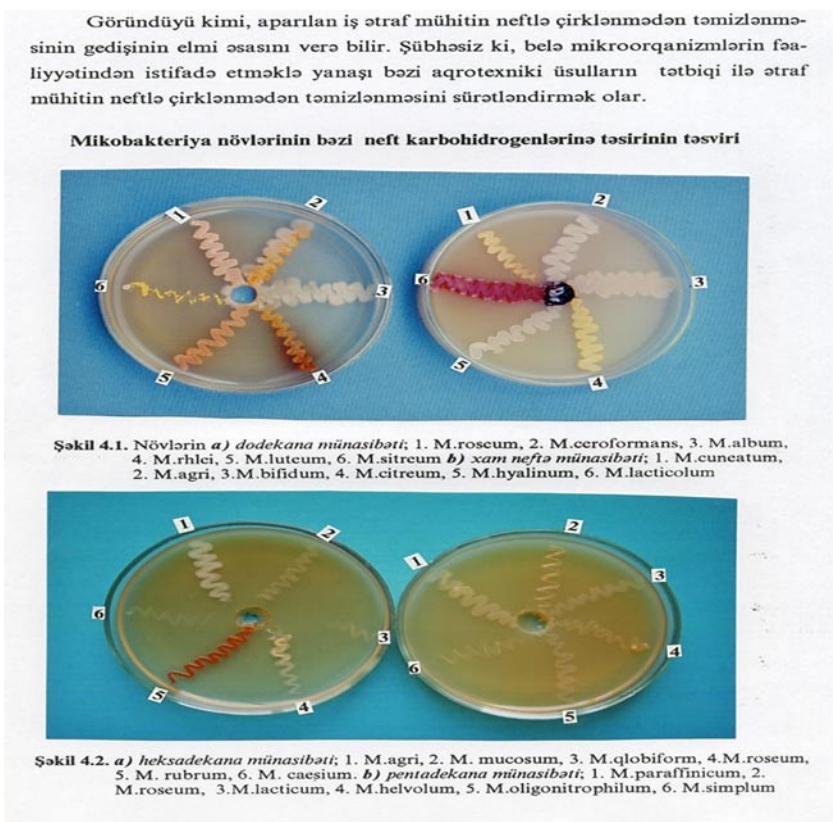 Göründüyü kimi, aparılan iş ətraf mühitin neftlə çirklənmədən təmizlənmə-
sinin gedişinin elmi əsasını verə bilir. Şübhəsiz ki, belə mikroorqanizmlərin fəa-
liyyətindən istifadə etməklə yanaşı bəzi aqrotexniki üsulların tətbiqi ilə ətraf
mühitin neftlə çirklənmədən təmizlənməsini sürətləndirmək olar.
Mikobakteriya növlərinin bəzi neft karbohidrogenlərinə təsirinin təsviri
1
2
3
4
5
6
1
2
3
4
5
6
Şəkil 4.1. Növlərin a) dodekana münasibəti; 1. M.roseum, 2. M.ceroformans, 3. M.album,
4. M.rhlei, 5. M.luteum, 6. M.sitreum b) xam neftə münasibəti; 1. M.cuneatum,
2. M.agri, 3.M.bifidum, 4. M.citreum, 5. M.hyalinum, 6. M.lacticolum
1
2
3
4
5
6
1
2
3
4
5
6
Şəkil 4.2. a) heksadekana münasibəti; 1. M.agri, 2. M. mucosum, 3. M.qlobiform, 4.M.roseum,
5. M. rubrum, 6. M. caesium. b) pentadekana münasibəti; 1. M.paraffinicum, 2.
M.roseum, 3.M.lacticum, 4. M.helvolum, 5. M.oligonitrophilum, 6. M.simplum